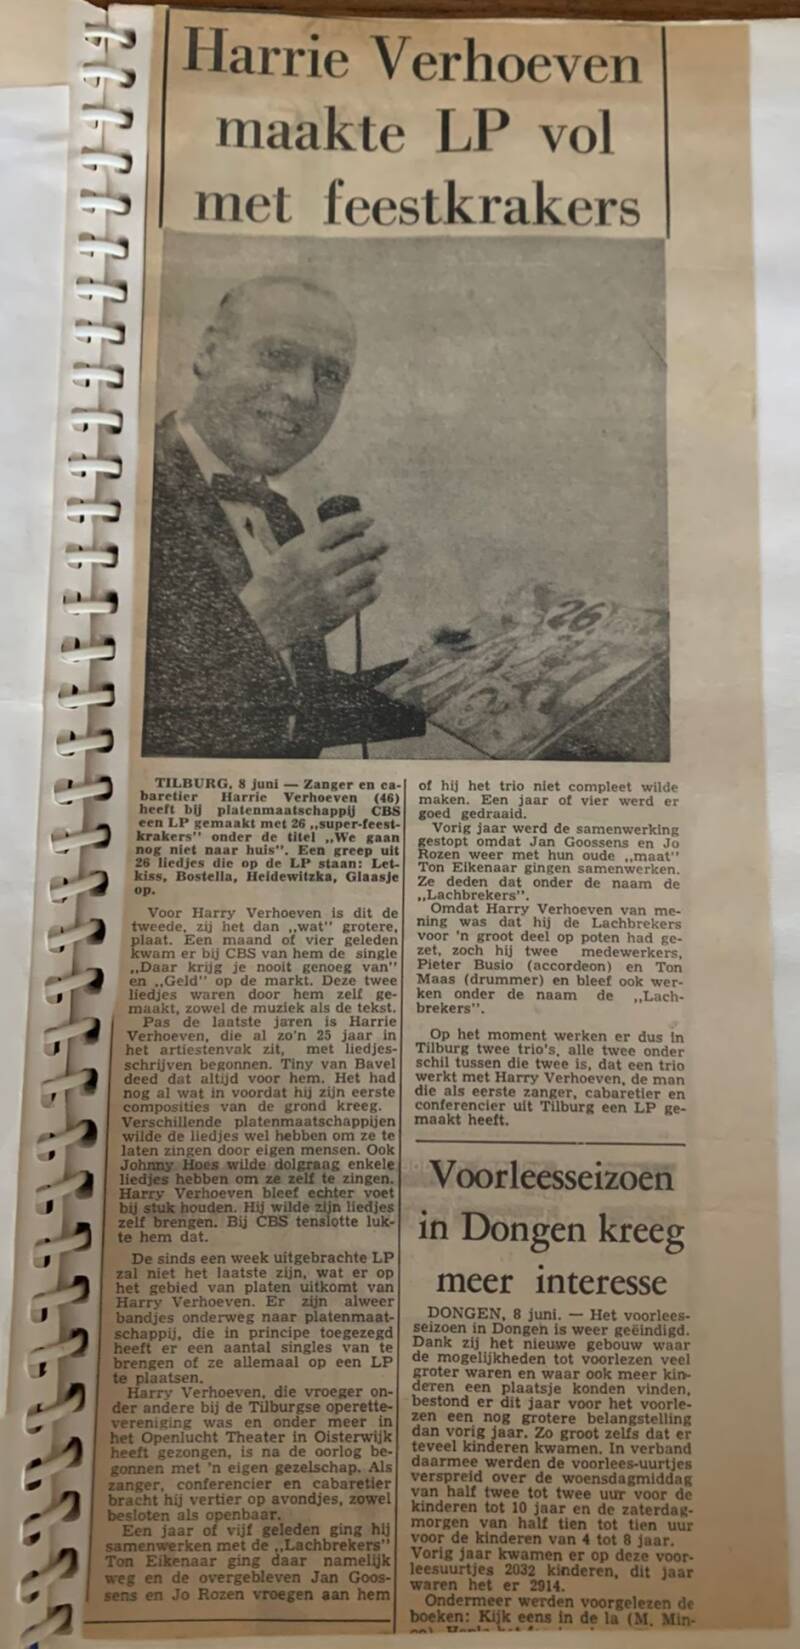 Harrie Verhoeven
maakte LP vol
met feestkrakers
26
TILBURG, 8 juni — Zanger en ca-
baretier Harrie Verhoeven (46)
heeft bij platenmaatschappij CBS
een LP gemaakt met 26 „super-feest-
krakers” onder de titel „We gaan
nog niet naar huis”. Een greep uit
26 liedjes die op de LP staan: Let-
kiss, Bostella, Heidewitzka, Glaasje
op.
Voor Harry Verhoeven is dit de
tweede, zij het dan „wat” grotere,
plaat. Een maand of vier geleden
kwam er bij CBS van hem de single
„Daar krijg je nooit genoeg van”
en „Geld” op de markt. Deze twee
liedjes waren door hem zelf ge-
maakt, zowel de muziek als de tekst.
Pas de laatste jaren is Harrie
Verhoeven, die al zo'n 25 jaar in
het artiestenvak zit, met liedjes-
schrijven begonnen. Tiny van Bavel
deed dat altijd voor hem. Het had
nog al wat in voordat hij zijn eerste
composities van de grond kreeg.
Verschillende platenmaatschappijen
wilde de liedjes wel hebben om ze te
laten zingen door eigen mensen. Ook
Johnny Hoes wilde dolgraag enkele
liedjes hebben om ze zelf te zingen.
Harry Verhoeven bleef echter voet
bij stuk houden. Hij wilde zijn liedjes
zelf brengen. Bij CBS tenslotte luk-
te hem dat.
De sinds een week uitgebrachte LP
zal niet het laatste zijn, wat er op
het gebied van platen uitkomt van
Harry Verhoeven. Er zijn alweer
bandjes onderweg naar platenmaat-
schappij, die in principe toegezegd
heeft er een aantal singles van te
brengen of ze allemaal op een LP
te plaatsen.
Harry Verhoeven, die vroeger on-
der andere bij de Tilburgse operette-
vereniging was en onder meer in
het Openlucht Theater in Oisterwijk
heeft gezongen, is na de oorlog be-
gonnen met 'n eigen gezelschap. Als
zanger, conferencier en cabaretier
bracht hij vertier op avondjes, zowel
besloten als openbaar.
Een jaar of vijf geleden ging hij
samenwerken met de „Lachbrekers”
Ton Eikenaar ging daar namelijk
weg en de overgebleven Jan Goos-
sens en Jo Rozen vroegen aan hem
of hij het trio niet compleet wilde
maken. Een jaar of vier werd er
goed gedraaid.
Vorig jaar werd de samenwerking
gestopt omdat Jan Goossens en Jo
Rozen weer met hun oude „maat”
Ton Eikenaar gingen samenwerken.
Ze deden dat onder de naam de
„Lachbrekers”.
Omdat Harry Verhoeven van me-
ning was dat hij de Lachbrekers
voor 'n groot deel op poten had ge-
zet, zoch hij twee medewerkers,
Pieter Busio (accordeon) en Ton
Maas (drummer) en bleef ook wer-
ken onder de naam de „Lach-
brekers”.
Op het moment werken er dus in
Tilburg twee trio's, alle twee onder
schil tussen die twee is, dat een trio
werkt met Harry Verhoeven, de man
die als eerste zanger, cabaretier en
conferencier uit Tilburg een LP ge-
maakt heeft.
Voorleesseizoen
in Dongen kreeg
meer interesse
DONGEN, 8 juni. — Het voorlees-
seizoen in Dongen is weer geëindigd.
Dank zij het nieuwe gebouw waar
de mogelijkheden tot voorlezen veel
groter waren en waar ook meer kin-
deren een plaatsje konden vinden,
bestond er dit jaar voor het voorle-
zen een nog grotere belangstelling
dan vorig jaar. Zo groot zelfs dat er
teveel kinderen kwamen. In verband
daarmee werden de voorlees-uurtjes
verspreid over de woensdagmiddag
van half twee tot twee uur voor de
kinderen tot 10 jaar en de zaterdag-
morgen van half tien tot tien uur
voor de kinderen van 4 tot 8 jaar.
Vorig jaar kwamen er op deze voor-
leesuurtjes 2032 kinderen, dit jaar
waren het er 2914.
Ondermeer werden voorgelezen de
boeken: Kijk eens in de la (M. Min-